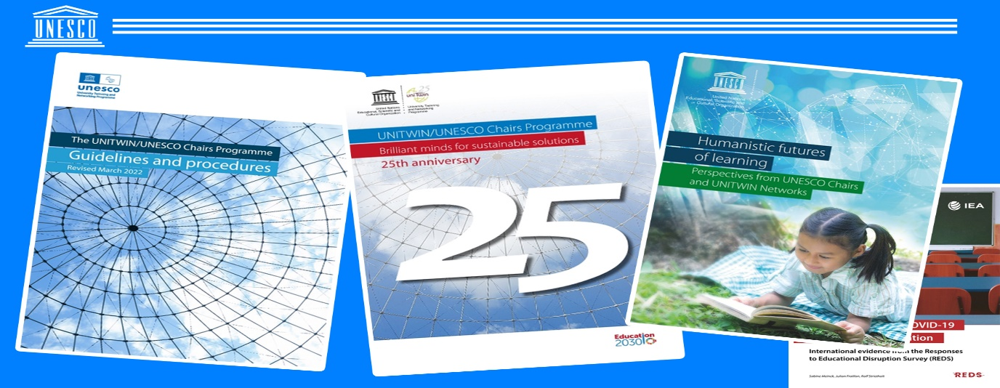 UNESCO
unesco
University Twinning and
Networking Programme
The UNITWIN/UNESCO Chairs Programme
Guidelines and procedures
Revised March 2022
UNESCO
United Nations
Educational, Scientific and
Cultural Organization
25
uniTwin
University Twinning
and Networking
Programme
UNITWIN/UNESCO Chairs Programme
Brilliant minds for sustainable solutions
25th anniversary
25
Education
2030
UNESCO
United Nations
Educational, Scientific and
Cultural Organization
Humanistic futures
of learning
Perspectives from UNESCO Chairs
and UNITWIN Networks
IEA
OVID-19
tion
International evidence from the Responses
to Educational Disruption Survey (REDS)
Sabine Meinck, Julian Fraillon, Rolf Strietholt
REDS